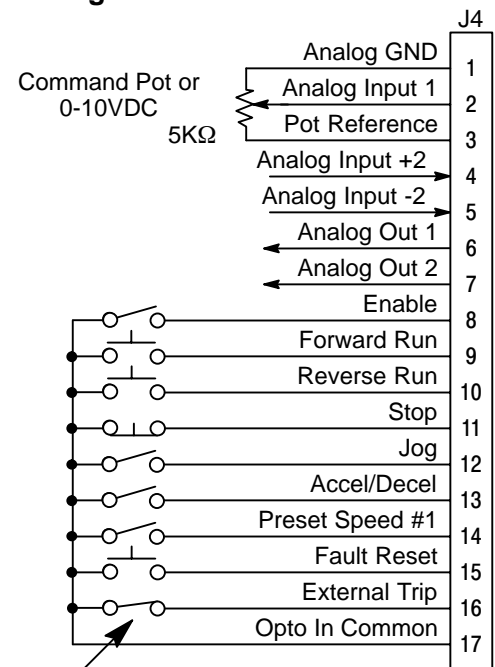 J4
Analog GND 1
Command Pot or
0-10VDC
5KΩ
Analog Input 1 2
Pot Reference 3
Analog Input +2 4
Analog Input -2 5
Analog Out 1 6
Analog Out 2 7
Enable 8
Forward Run 9
Reverse Run 10
Stop 11
Jog 12
Accel/Decel 13
Preset Speed #1 14
Fault Reset 15
External Trip 16
Opto In Common 17